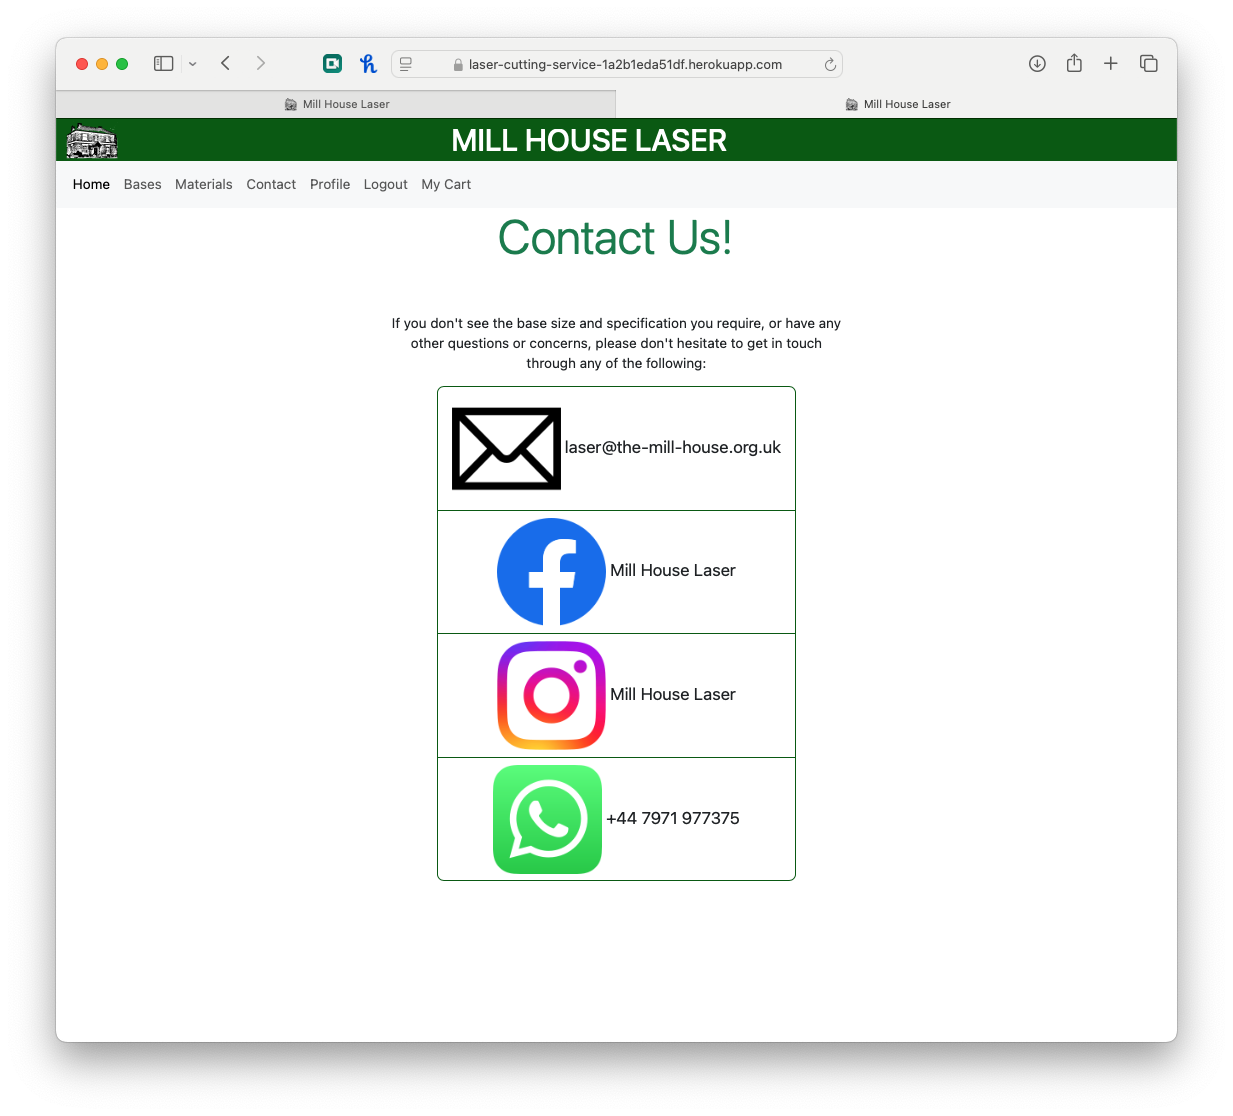 laser-cutting-service-1a2b1eda51df.herokuapp.com
Mill House Laser
Mill House Laser
MILL HOUSE LASER
Home Bases Materials Contact Profile Logout My Cart
Contact Us!
If you don't see the base size and specification you require, or have any
other questions or concerns, please don't hesitate to get in touch
through any of the following:
laser@the-mill-house.org.uk
Mill House Laser
Mill House Laser
+44 7971 977375